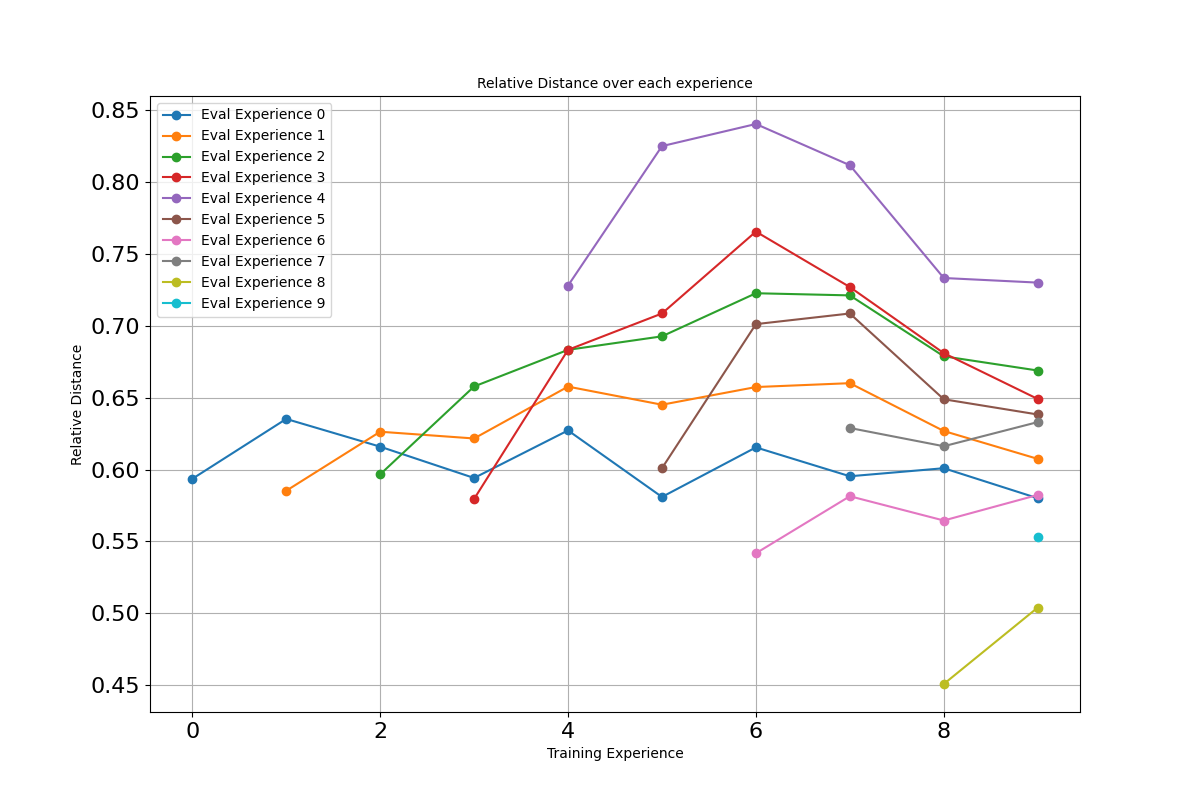 Relative Distance over each experience
0.85
0.80
0.75
0.70
0.65
0.60
0.55
0.50
0.45
Relative Distance
Eval Experience 0
Eval Experience 1
Eval Experience 2
Eval Experience 3
Eval Experience 4
Eval Experience 5
Eval Experience 6
Eval Experience 7
Eval Experience 8
Eval Experience 9
0 2 4 6 8
Training Experience